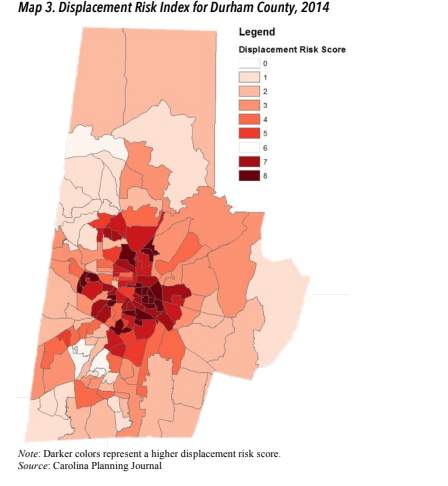 Map 3. Displacement Risk Index for Durham County, 2014
Legend
Displacement Risk Score
0
1
2
3
4
5
6
7
8
Note: Darker colors represent a higher displacement risk score.
Source: Carolina Planning Journal